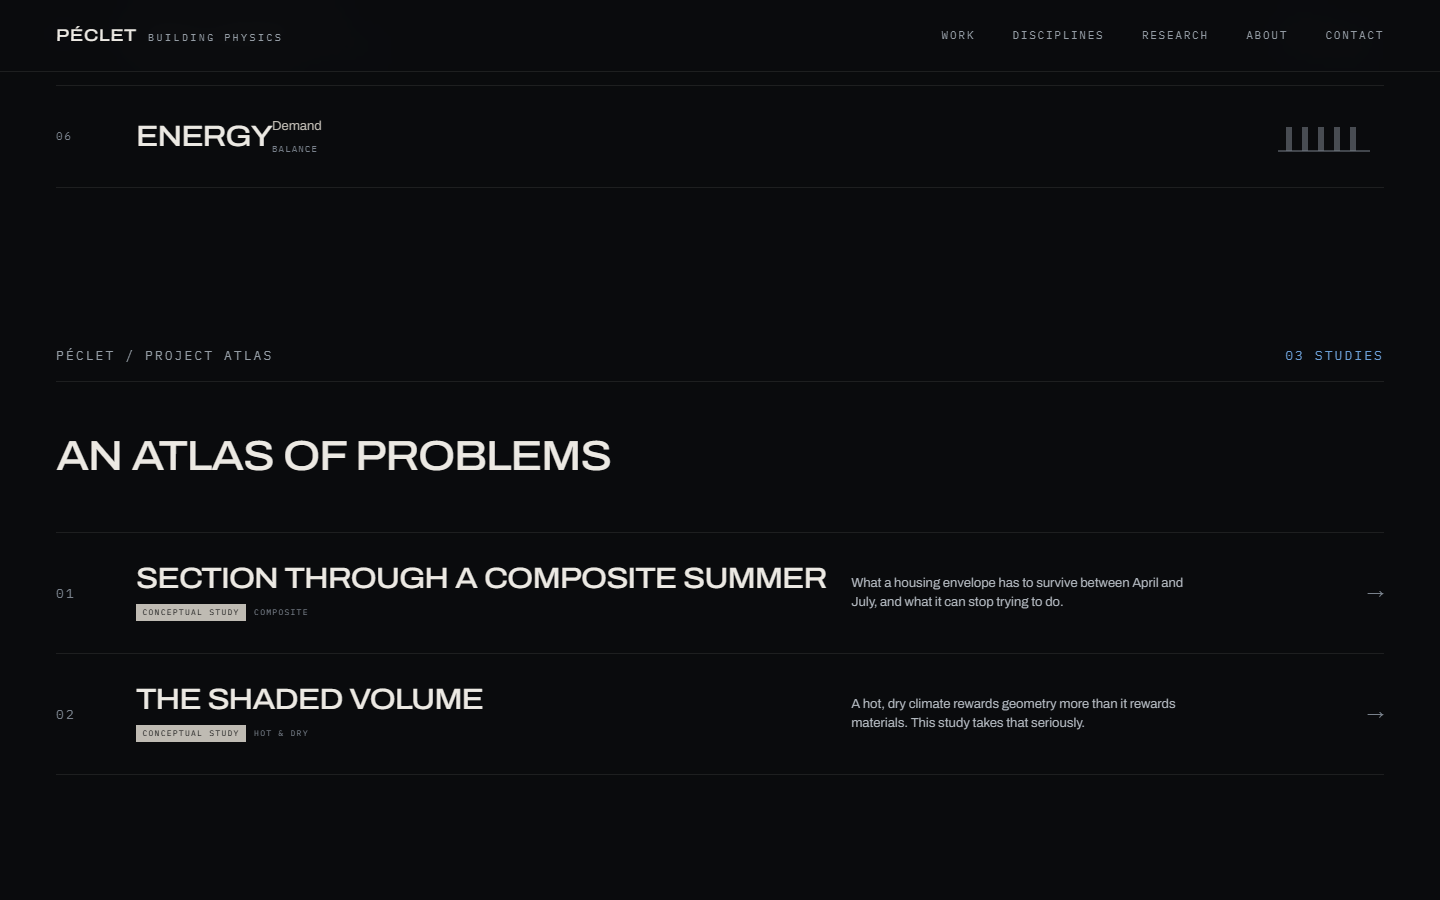 PÉCLET BUILDING PHYSICS
WORK DISCIPLINES RESEARCH ABOUT CONTACT
06
ENERGY
Demand
BALANCE
PÉCLET / PROJECT ATLAS
03 STUDIES
AN ATLAS OF PROBLEMS
01
SECTION THROUGH A COMPOSITE SUMMER
CONCEPTUAL STUDY COMPOSITE
What a housing envelope has to survive between April and
July, and what it can stop trying to do.
→
02
THE SHADED VOLUME
CONCEPTUAL STUDY HOT & DRY
A hot, dry climate rewards geometry more than it rewards
materials. This study takes that seriously.
→